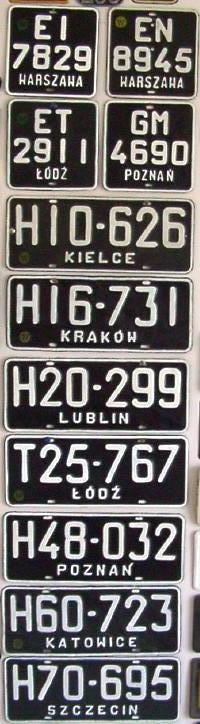 EI
7829
WARSZAWA
EN
8945
WARSZAWA
ET
2911
ŁÓDŹ
GM
4690
POZNAŃ
H10-626
KIELCE
H16-731
KRAKÓW
H20-299
LUBLIN
T25-767
ŁÓDŹ
H48-032
POZNAŃ
H60-723
KATOWICE
H70-695
SZCZECIN